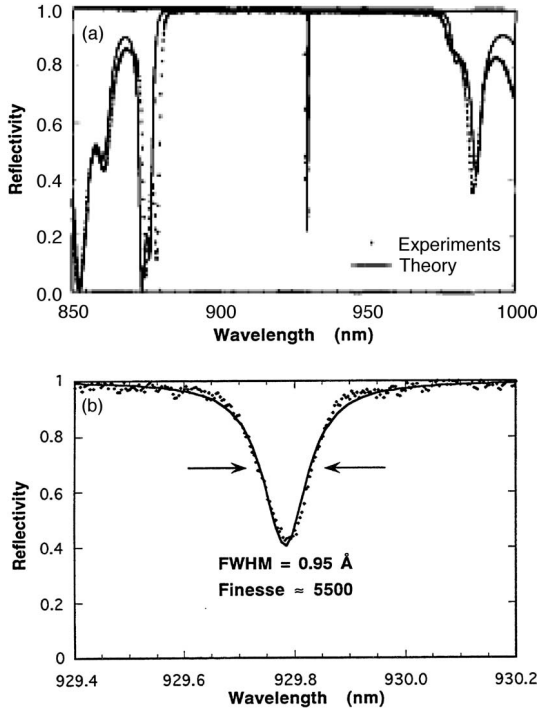 (a)
1.0
0.8
0.6
0.4
0.2
0.0
Reflectivity
Experiments
Theory
850 900 950 1000
Wavelength (nm)
(b)
1
0.8
0.6
0.4
0.2
0
Reflectivity
FWHM = 0.95 Å
Finesse ≈ 5500
929.4 929.6 929.8 930.0 930.2
Wavelength (nm)